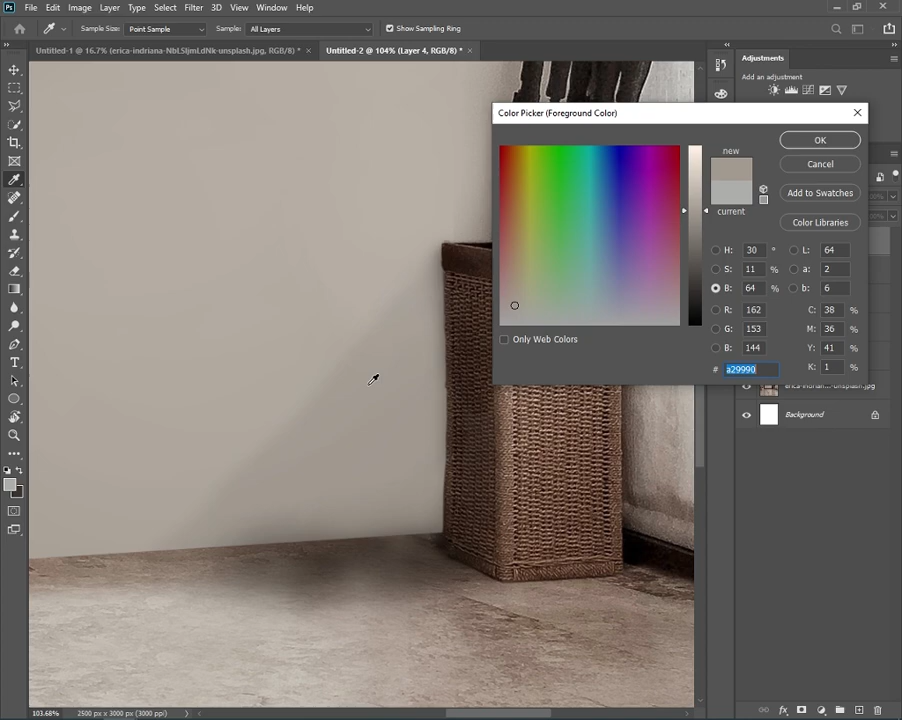 Ps File Edit Image Layer Type Select Filter 3D View Window Help
Sample Size: Point Sample Sample: All Layers Show Sampling Ring
Untitled-1 @ 16.7% (erica-indriana-NbLSIjmLdNk-unsplash.jpg, RGB/8) * ×
Untitled-2 @ 104% (Layer 4, RGB/8) * ×
Adjustments
Add an adjustment
Color Picker (Foreground Color)
new
current
OK
Cancel
Add to Swatches
Color Libraries
H: 30 ° L: 64
S: 11 % a: 2
B: 64 % b: 6
R: 162 C: 38 %
G: 153 M: 36 %
B: 144 Y: 41 %
# a29990 K: 1 %
Only Web Colors
Background
103.68% 2500 px x 3000 px (3000 ppi)